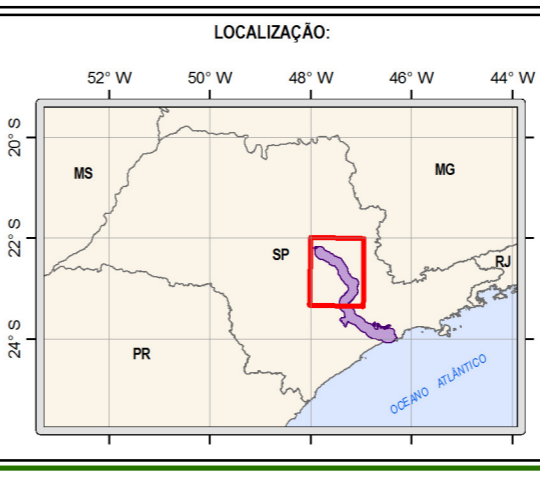 LOCALIZAÇÃO:
52° W 50° W 48° W 46° W 44° W
20° S
MS
MG
22° S
SP
RJ
24° S
PR
OCEANO ATLÂNTICO